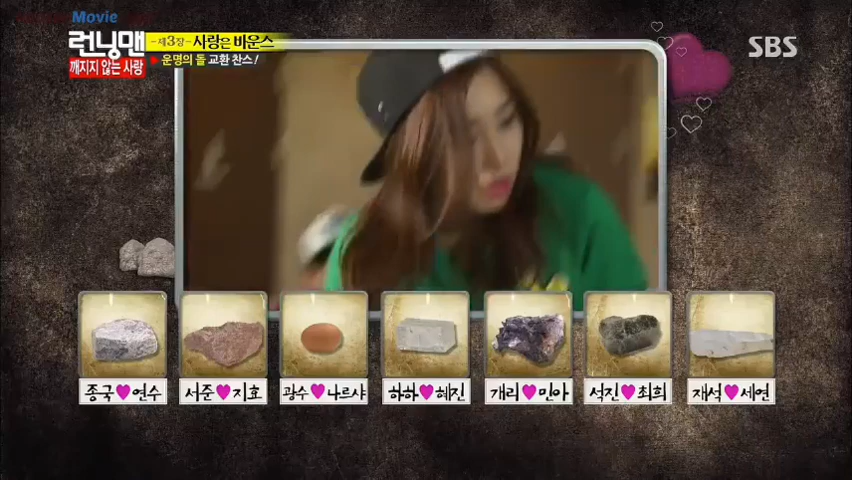 Movie
런닝맨
깨지지 않는 사랑
-제3장- 사랑은 바운스
▶ 운명의 돌 교환 찬스!
SBS
종국♥연수
서준♥지효
광수♥나르샤
하하♥혜진
개리♥민아
석진♥최희
재석♥세연